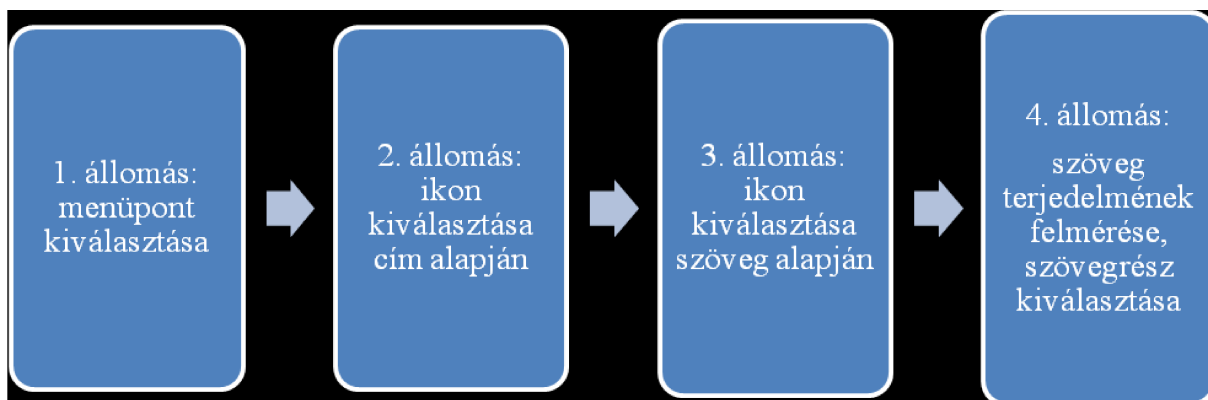 1. állomás:
menüpont
kiválasztása
2. állomás:
ikon
kiválasztása
cím alapján
3. állomás:
ikon
kiválasztása
szöveg alapján
4. állomás:
szöveg
terjedelmének
felmérése,
szövegrész
kiválasztása